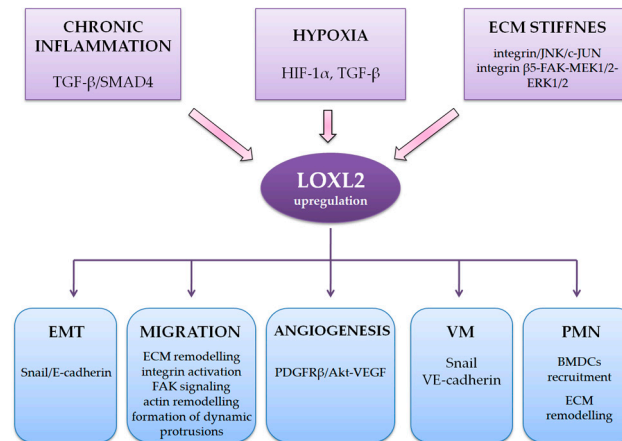 CHRONIC
INFLAMMATION
TGF-β/SMAD4
HYPOXIA
HIF-1α, TGF-β
ECM STIFFNES
integrin/JNK/c-JUN
integrin β5-FAK-MEK1/2-
ERK1/2
LOXL2
upregulation
EMT
Snail/E-cadherin
MIGRATION
ECM remodelling
integrin activation
FAK signaling
actin remodelling
formation of dynamic
protrusions
ANGIOGENESIS
PDGFRβ/Akt-VEGF
VM
Snail
VE-cadherin
PMN
BMDCs
recruitment
ECM
remodelling